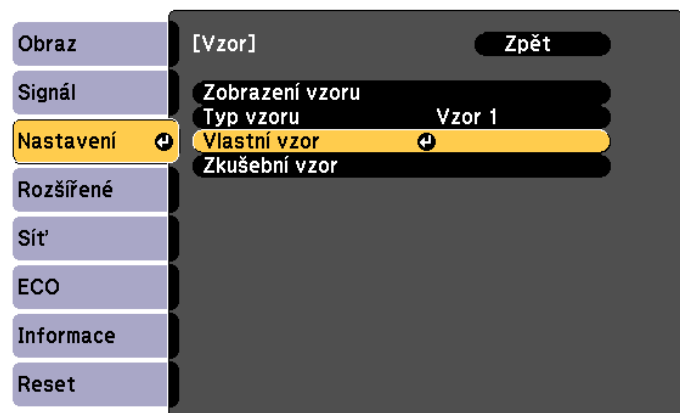 Obraz
Signál
Nastavení
Rozšířené
Síť
ECO
Informace
Reset
[Vzor] Zpět
Zobrazení vzoru
Typ vzoru Vzor 1
Vlastní vzor
Zkušební vzor